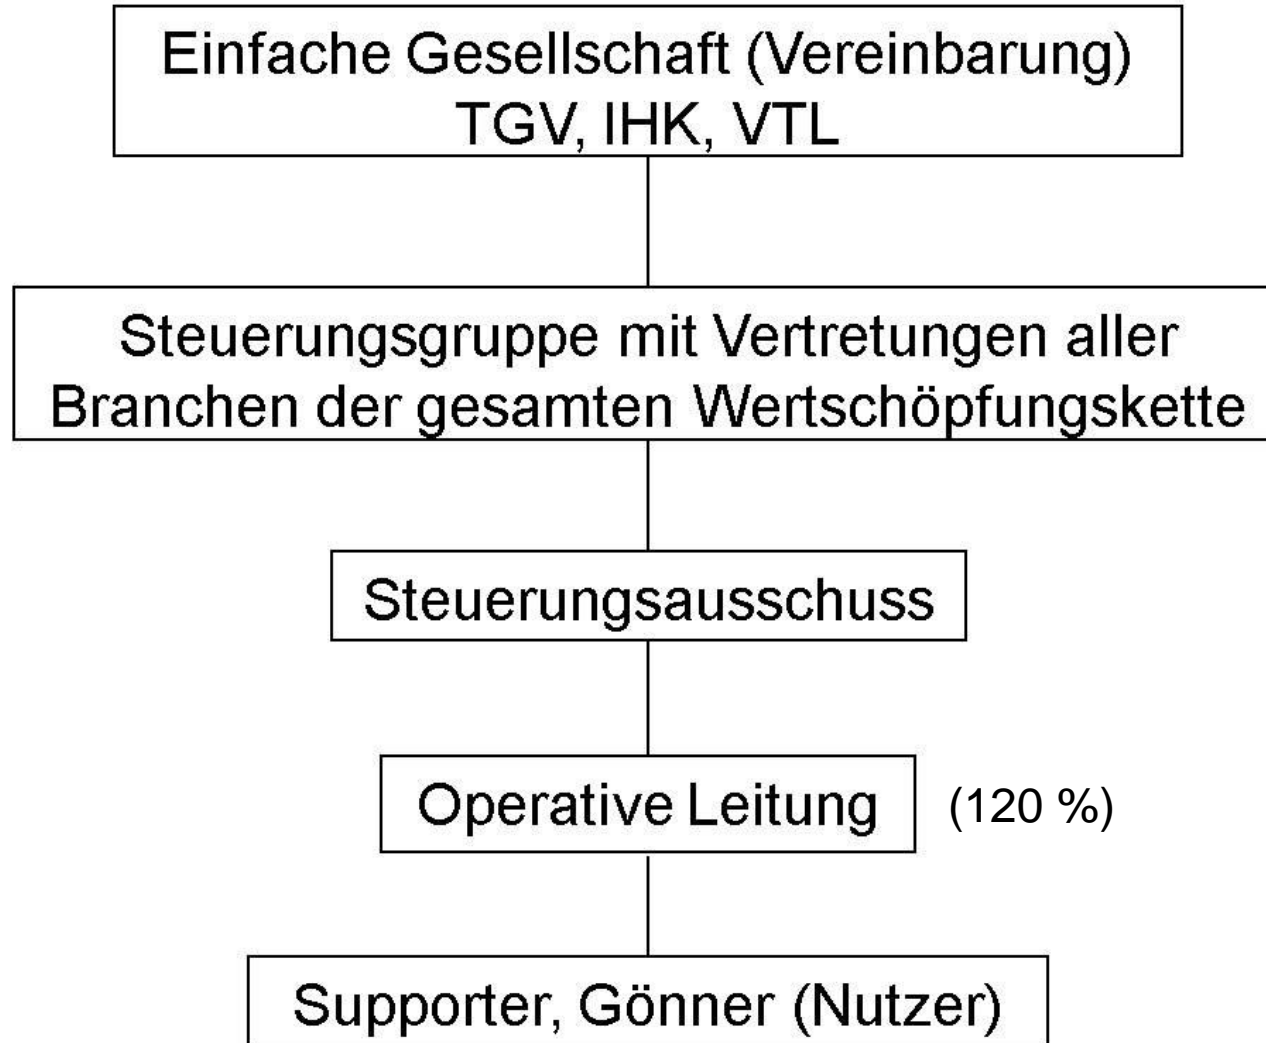 Einfache Gesellschaft (Vereinbarung)
TGV, IHK, VTL
Steuerungsgruppe mit Vertretungen aller
Branchen der gesamten Wertschöpfungskette
Steuerungsausschuss
Operative Leitung (120 %)
Supporter, Gönner (Nutzer)